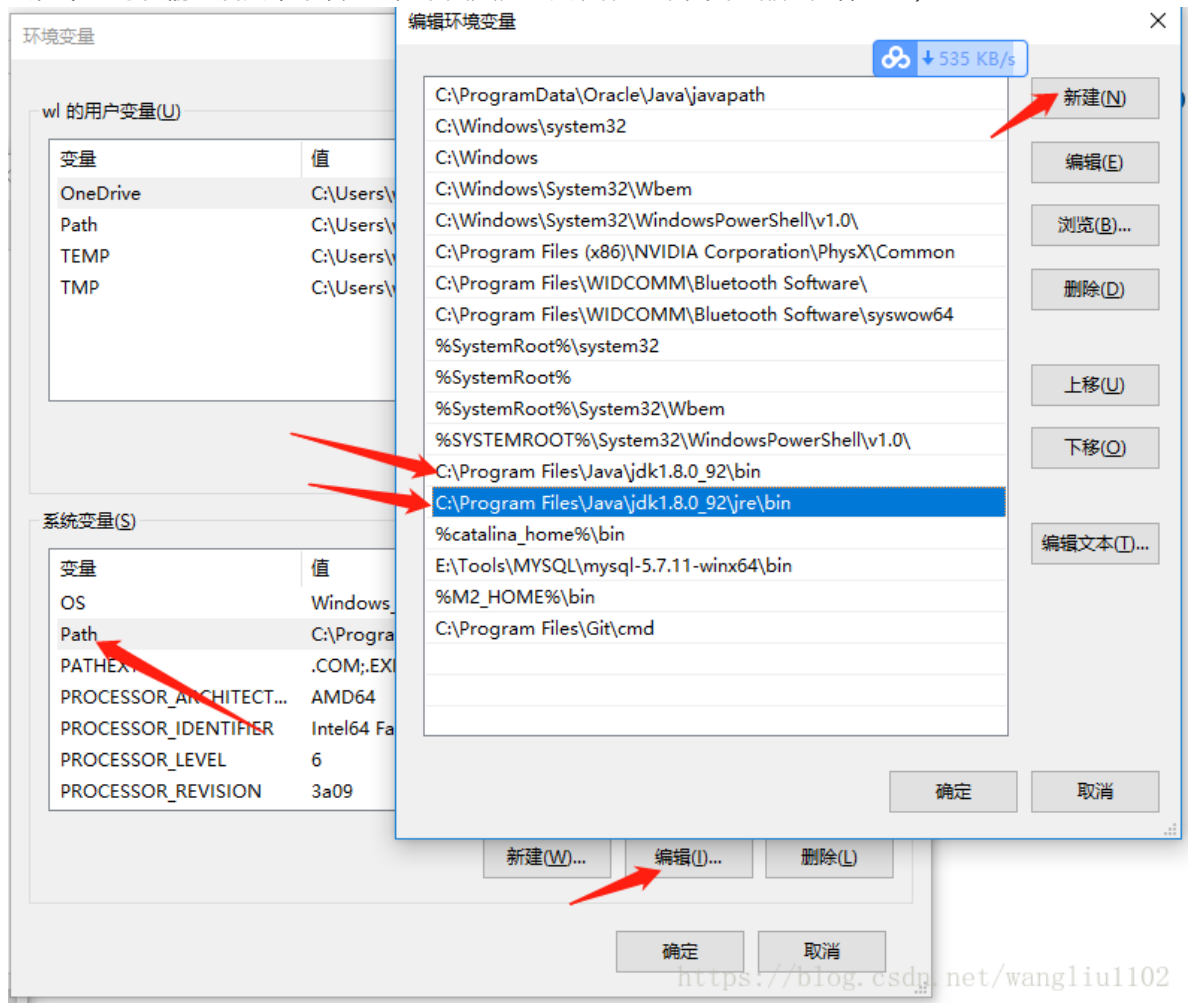 环境变量
wl 的用户变量(U)
变量 值
OneDrive C:\Users\
Path C:\Users\
TEMP C:\Users\
TMP C:\Users\
系统变量(S)
变量 值
OS Windows_
Path C:\Progra
PATHEX
.COM;.EXE
PROCESSOR_ARCHITECT... AMD64
PROCESSOR_IDENTIFIER Intel64 Fa
PROCESSOR_LEVEL 6
PROCESSOR_REVISION 3a09
新建(W)... 编辑(I)... 删除(L)
确定 取消
编辑环境变量
535 KB/s
C:\ProgramData\Oracle\Java\javapath
C:\Windows\system32
C:\Windows
C:\Windows\System32\Wbem
C:\Windows\System32\WindowsPowerShell\v1.0\
C:\Program Files (x86)\NVIDIA Corporation\PhysX\Common
C:\Program Files\WIDCOMM\Bluetooth Software\
C:\Program Files\WIDCOMM\Bluetooth Software\syswow64
%SystemRoot%\system32
%SystemRoot%
%SystemRoot%\System32\Wbem
%SYSTEMROOT%\System32\WindowsPowerShell\v1.0\
C:\Program Files\Java\jdk1.8.0_92\bin
C:\Program Files\Java\jdk1.8.0_92\jre\bin
%catalina_home%\bin
E:\Tools\MYSQL\mysql-5.7.11-winx64\bin
%M2_HOME%\bin
C:\Program Files\Git\cmd
新建(N)
编辑(E)
浏览(B)...
删除(D)
上移(U)
下移(O)
编辑文本(T)...
确定 取消
https://blog.csdn.net/wangliu1102